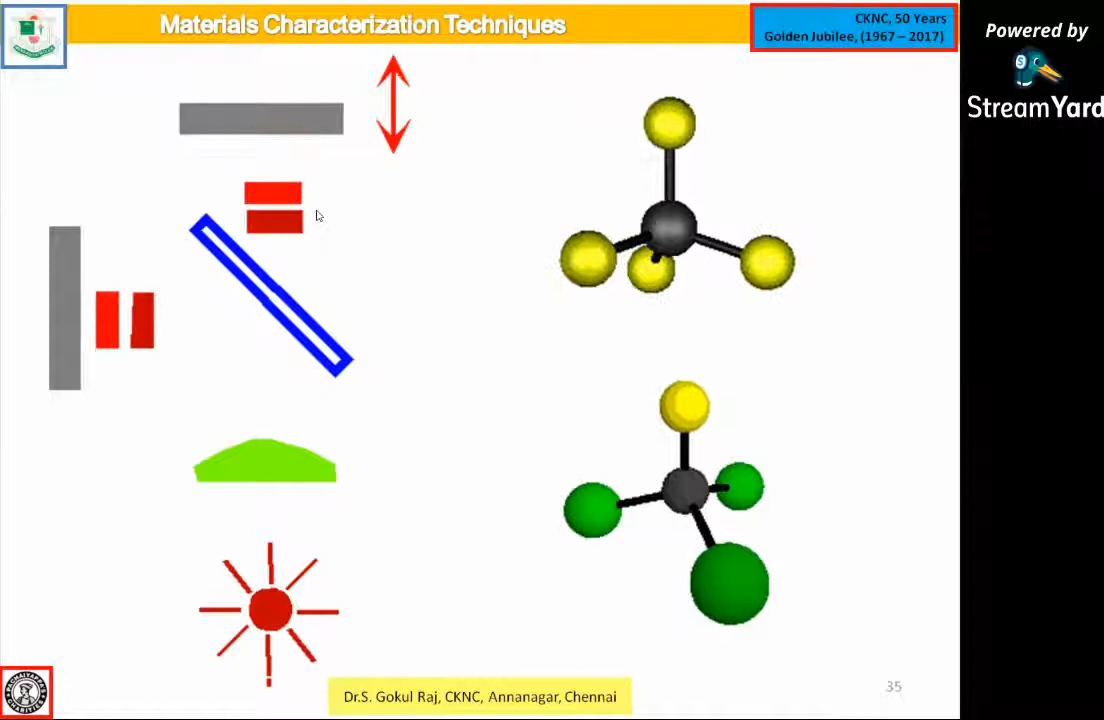 Materials Characterization Techniques
CKNC, 50 Years
Golden Jubilee, (1967 – 2017)
Powered by
StreamYard
Dr.S. Gokul Raj, CKNC, Annanagar, Chennai
35